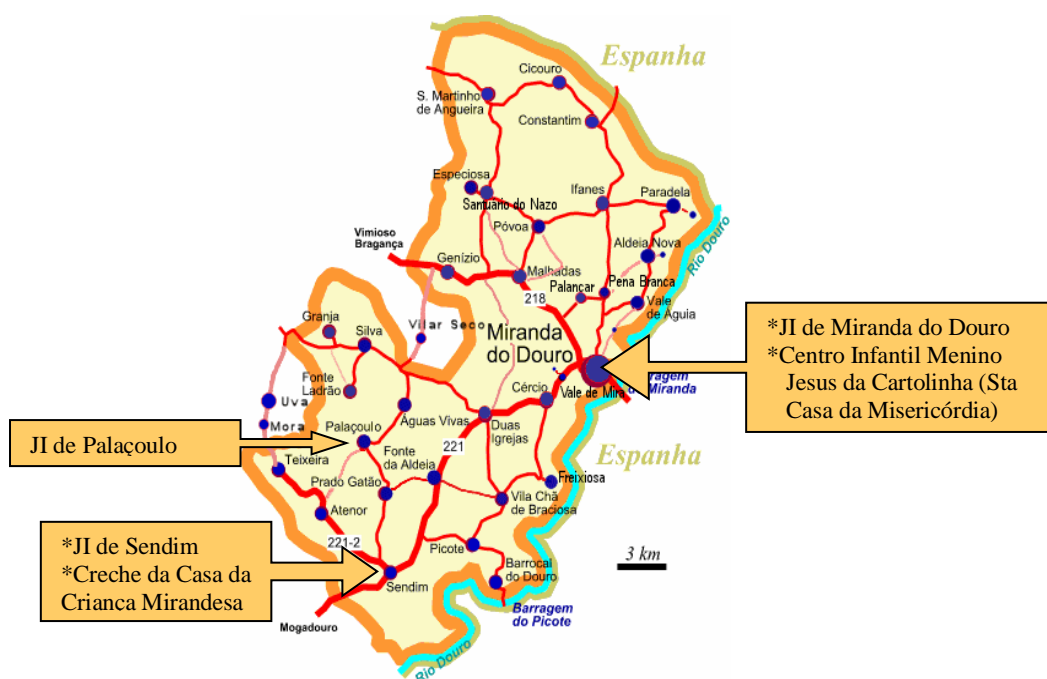 Espanha
Cicouro
S. Martinho
de Angueira
Constantim
Especiosa
Santuario do Nazo
Ifanes
Paradela
Póvoa
Vimioso
Bragança
Aldeia Nova
Rio Douro
Genízio
Malhadas
Palancar
Pena Branca
218
Vale
de Aguia
Granja
Silva
Vilar Seco
Miranda
do Douro
*JI de Miranda do Douro
*Centro Infantil Menino
Jesus da Cartolinha (Sta
Casa da Misericórdia)
Fonte
Ladrão
Cércio
Vale de Mira
de Miranda
Uva
Mora
Palaçoulo
Aguas Vivas
Duas
Igrejas
JI de Palaçoulo
221
Espanha
Teixeira
Fonte
da Aldeia
Prado Gatão
Freixiosa
Atenor
Vila Chã
de Braciosa
*JI de Sendim
*Creche da Casa da
Crianca Mirandesa
221-2
Picote
3 km
Barrocal
do Douro
Sendim
Barragem
do Picote
Mogadouro
Rio Douro